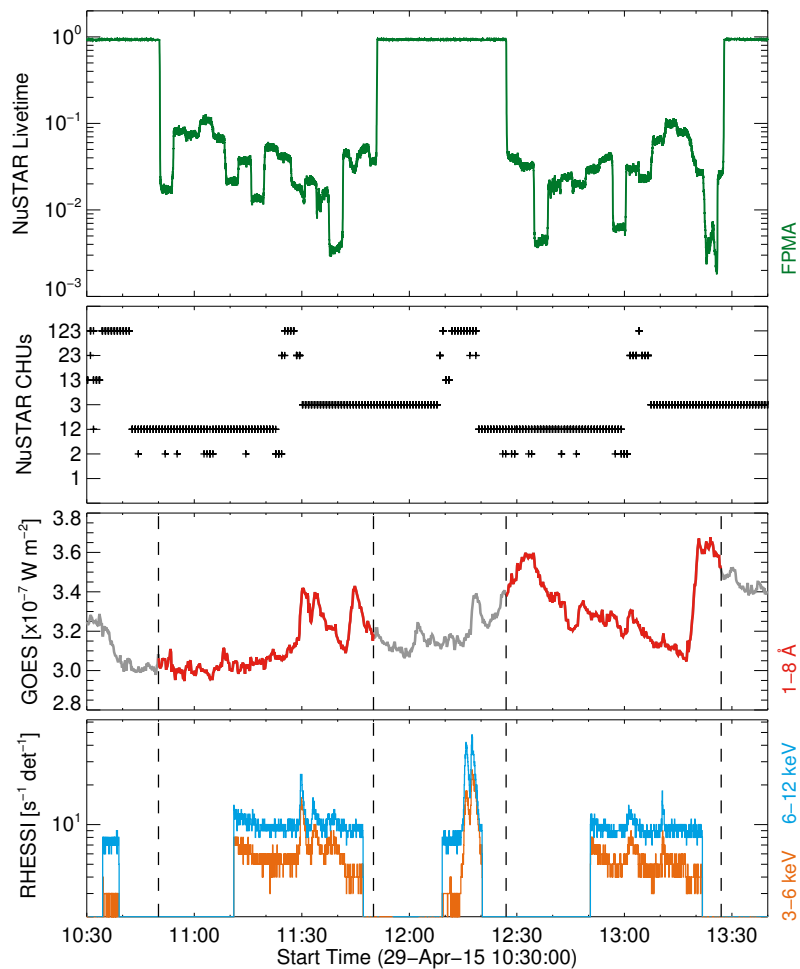 NuSTAR Livetime
10⁰
10⁻¹
10⁻²
10⁻³
FPMA
NuSTAR CHUs
123
23
13
3
12
2
1
GOES [x10⁻⁷ W m⁻²]
3.8
3.6
3.4
3.2
3.0
2.8
1−8 Å
RHESSI [s⁻¹ det⁻¹]
10¹
3−6 keV 6−12 keV
10:30 11:00 11:30 12:00 12:30 13:00 13:30
Start Time (29−Apr−15 10:30:00)